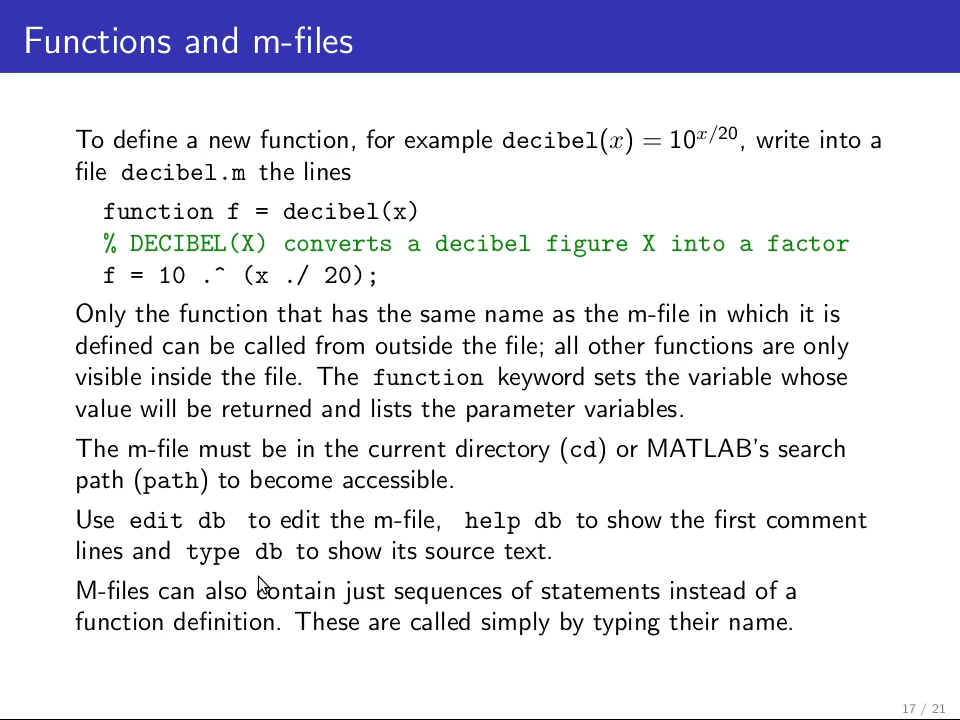 Functions and m-files
To define a new function, for example decibel(x) = 10^{x/20}, write into a
file decibel.m the lines
function f = decibel(x)
% DECIBEL(X) converts a decibel figure X into a factor
f = 10 .^ (x ./ 20);
Only the function that has the same name as the m-file in which it is
defined can be called from outside the file; all other functions are only
visible inside the file. The function keyword sets the variable whose
value will be returned and lists the parameter variables.
The m-file must be in the current directory (cd) or MATLAB's search
path (path) to become accessible.
Use edit db to edit the m-file, help db to show the first comment
lines and type db to show its source text.
M-files can also contain just sequences of statements instead of a
function definition. These are called simply by typing their name.
17 / 21